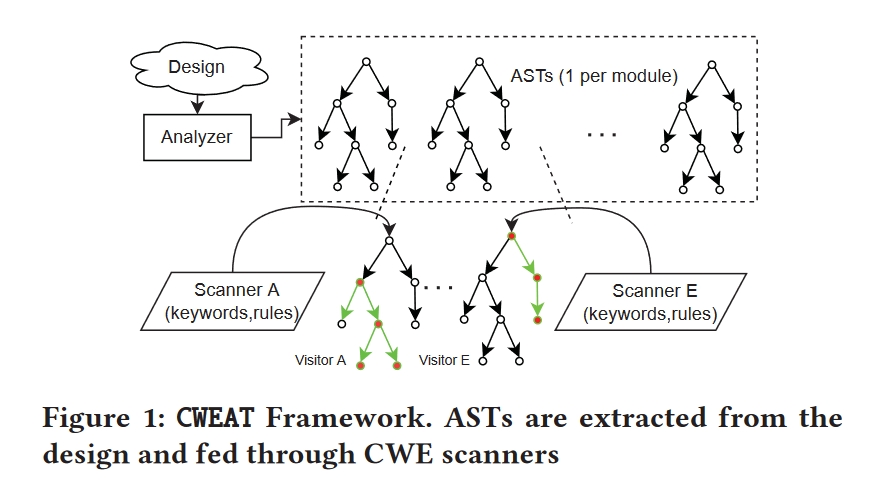 Design
Analyzer
ASTs (1 per module)
...
Scanner A
(keywords,rules)
...
Scanner E
(keywords,rules)
Visitor A
Visitor E
Figure 1: CWEAT Framework. ASTs are extracted from the
design and fed through CWE scanners